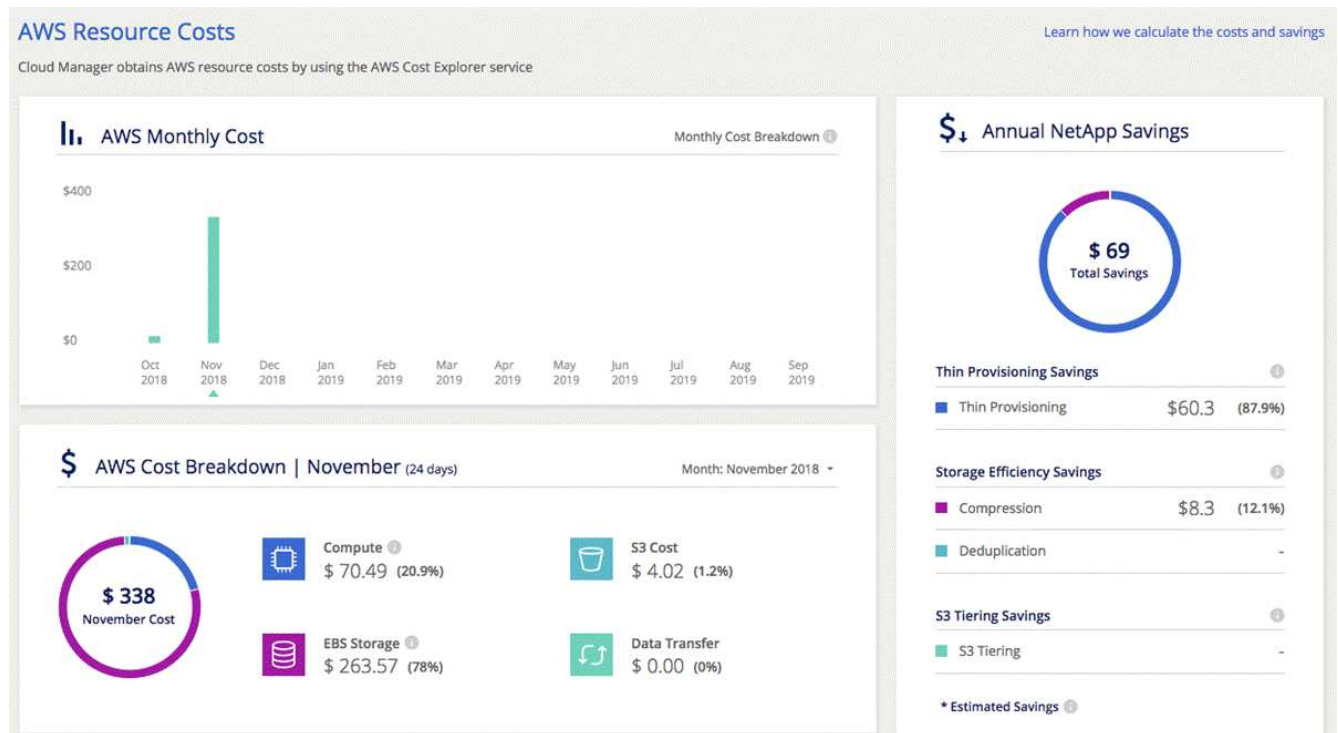 AWS Resource Costs
Learn how we calculate the costs and savings
Cloud Manager obtains AWS resource costs by using the AWS Cost Explorer service
AWS Monthly Cost
Monthly Cost Breakdown
$400
$200
$0
Oct Nov Dec Jan Feb Mar Apr May Jun Jul Aug Sep
2018 2018 2018 2019 2019 2019 2019 2019 2019 2019 2019 2019
AWS Cost Breakdown | November (24 days)
Month: November 2018
$ 338
November Cost
Compute
$ 70.49 (20.9%)
S3 Cost
$ 4.02 (1.2%)
EBS Storage
$ 263.57 (78%)
Data Transfer
$ 0.00 (0%)
Annual NetApp Savings
$ 69
Total Savings
Thin Provisioning Savings
Thin Provisioning $60.3 (87.9%)
Storage Efficiency Savings
Compression $8.3 (12.1%)
Deduplication -
S3 Tiering Savings
S3 Tiering -
* Estimated Savings